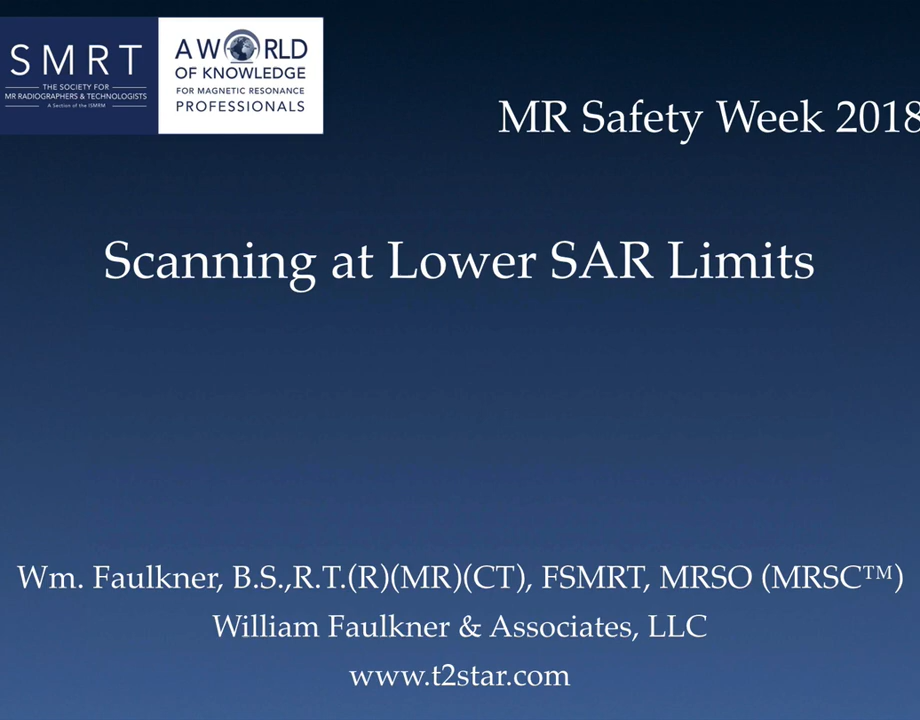 SMRT
THE SOCIETY FOR
MR RADIOGRAPHERS & TECHNOLOGISTS
A Section of the ISMRM
A WORLD
OF KNOWLEDGE
FOR MAGNETIC RESONANCE
PROFESSIONALS
MR Safety Week 2018
Scanning at Lower SAR Limits
Wm. Faulkner, B.S.,R.T.(R)(MR)(CT), FSMRT, MRSO (MRSC™)
William Faulkner & Associates, LLC
www.t2star.com